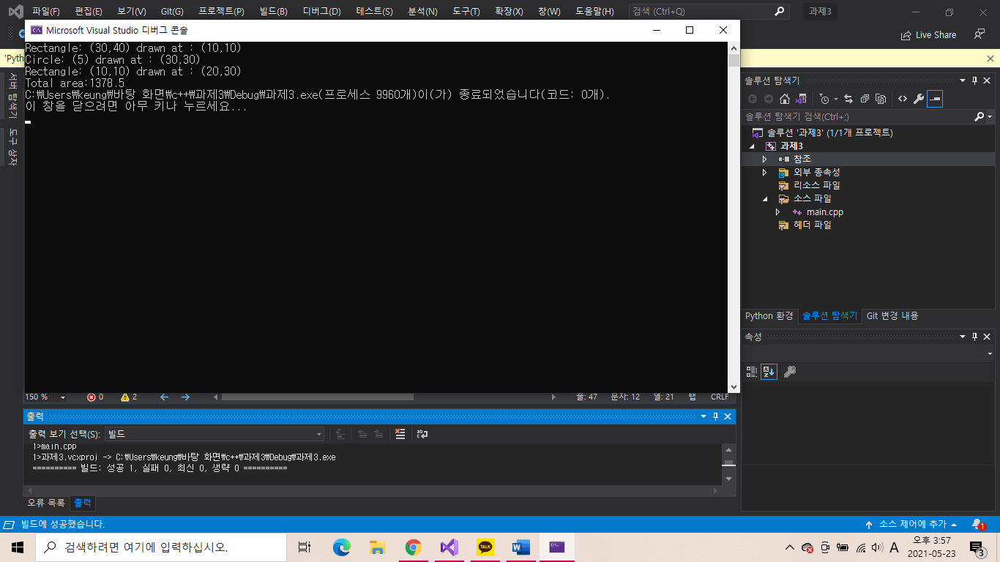 파일(F) 편집(E) 보기(V) Git(G) 프로젝트(P) 빌드(B) 디버그(D) 테스트(S) 분석(N) 도구(T) 확장(X) 창(W) 도움말(H) 검색 (Ctrl+Q) 과제3
Microsoft Visual Studio 디버그 콘솔
Live Share
'Pyth
Rectangle: (30,40) drawn at : (10,10)
Circle: (5) drawn at : (30,30)
Rectangle: (10,10) drawn at : (20,30)
Total area:1378.5
C:₩Users₩keung₩바탕 화면₩c++₩과제3₩Debug₩과제3.exe(프로세스 9960개)이(가) 종료되었습니다(코드: 0개).
이 창을 닫으려면 아무 키나 누르세요...
서버 탐색기
도구 상자
솔루션 탐색기
솔루션 탐색기 검색(Ctrl+;)
솔루션 '과제3' (1/1개 프로젝트)
과제3
참조
외부 종속성
리소스 파일
소스 파일
main.cpp
헤더 파일
Python 환경 솔루션 탐색기 Git 변경 내용
속성
150 % 0 2 줄: 47 문자: 12 열: 21 탭 CRLF
출력
출력 보기 선택(S): 빌드
1>main.cpp
1>과제3.vcxproj -> C:₩Users₩keung₩바탕 화면₩c++₩과제3₩Debug₩과제3.exe
========== 빌드: 성공 1, 실패 0, 최신 0, 생략 0 ==========
오류 목록 출력
빌드에 성공했습니다.
소스 제어에 추가
1
검색하려면 여기에 입력하십시오.
TALK
A
오후 3:57
2021-05-23
3